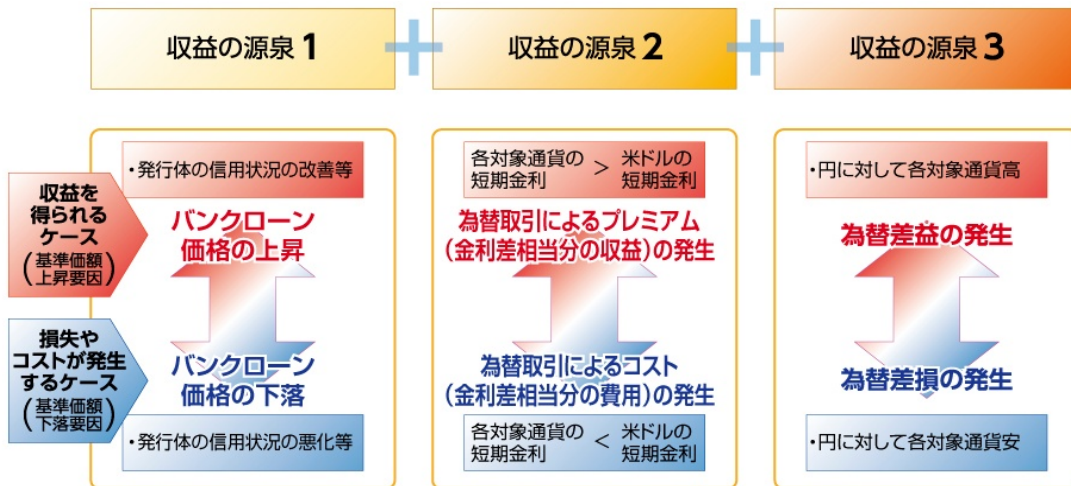 収益の源泉 1
+
収益の源泉 2
+
収益の源泉 3
収益を
得られる
ケース
(基準価額
上昇要因)
・発行体の信用状況の改善等
バンクローン
価格の上昇
各対象通貨の
短期金利
>
米ドルの
短期金利
為替取引によるプレミアム
(金利差相当分の収益)の発生
・円に対して各対象通貨高
為替差益の発生
損失や
コストが発生
するケース
(基準価額
下落要因)
バンクローン
価格の下落
・発行体の信用状況の悪化等
為替取引によるコスト
(金利差相当分の費用)の発生
各対象通貨の
短期金利
<
米ドルの
短期金利
為替差損の発生
・円に対して各対象通貨安